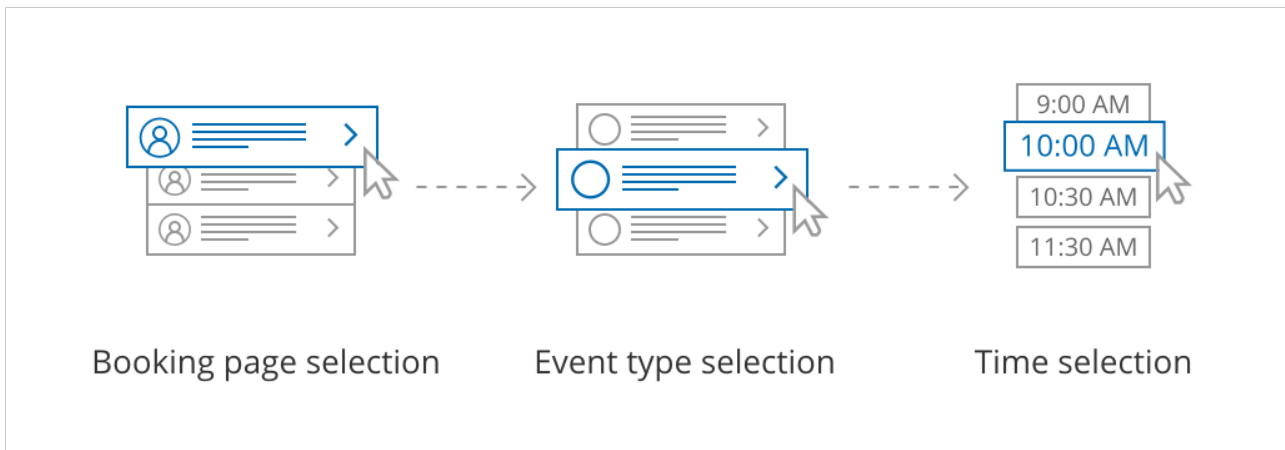 9:00 AM
10:00 AM
10:30 AM
11:30 AM
Booking page selection
Event type selection
Time selection